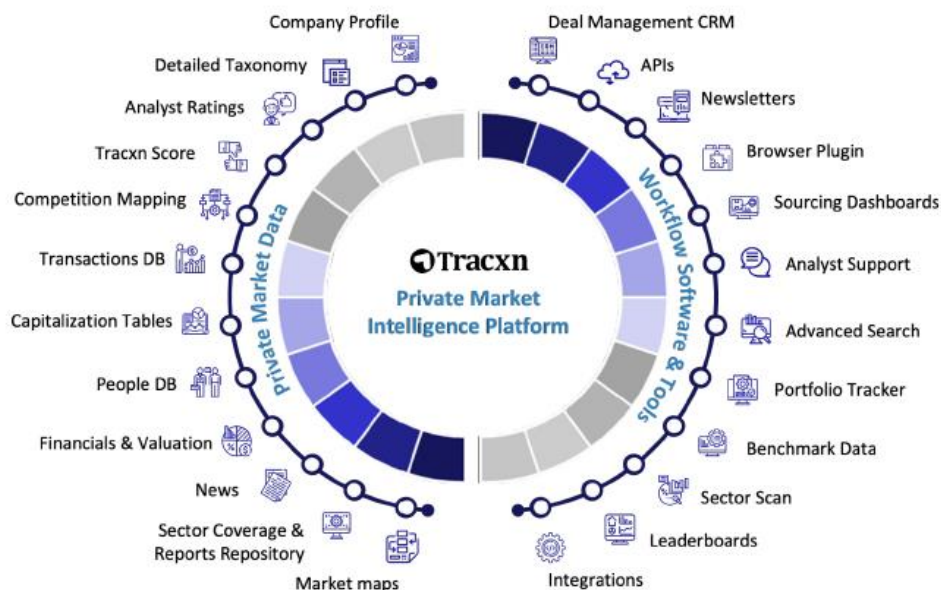 Company Profile
Detailed Taxonomy
Analyst Ratings
Tracxn Score
Competition Mapping
Transactions DB
Capitalization Tables
People DB
Financials & Valuation
News
Sector Coverage &
Reports Repository
Market maps
Private Market Data
Tracxn
Private Market
Intelligence Platform
Workflow Software & Tools
Deal Management CRM
APIs
Newsletters
Browser Plugin
Sourcing Dashboards
Analyst Support
Advanced Search
Portfolio Tracker
Benchmark Data
Sector Scan
Leaderboards
Integrations